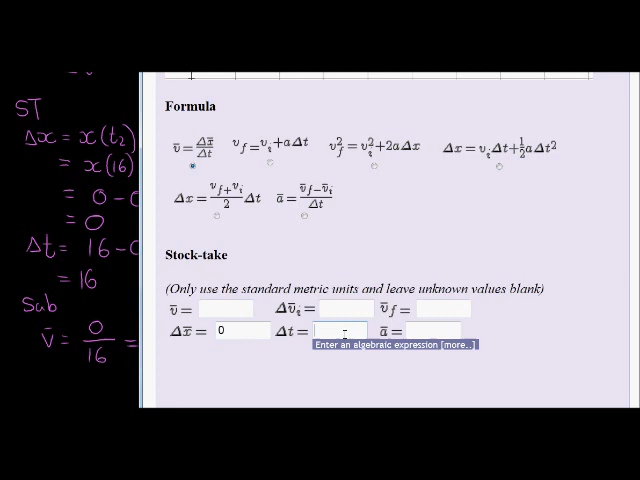 ST
Δx = x(t₂)
= x(16)
= 0 - 0
= 0
Δt = 16 - 0
= 16
Sub
v̄ = 0/16 =
Formula
v̄ = Δx̄/Δt
v_f = v_i + aΔt
v_f² = v_i² + 2aΔx
Δx = v_iΔt + ½aΔt²
Δx = (v_f + v_i)/2 Δt
ā = (v̄_f − v̄_i)/Δt
Stock-take
(Only use the standard metric units and leave unknown values blank)
v̄ = Δv̄_i = v̄_f =
Δx̄ = 0 Δt = ā =
Enter an algebraic expression [more..]